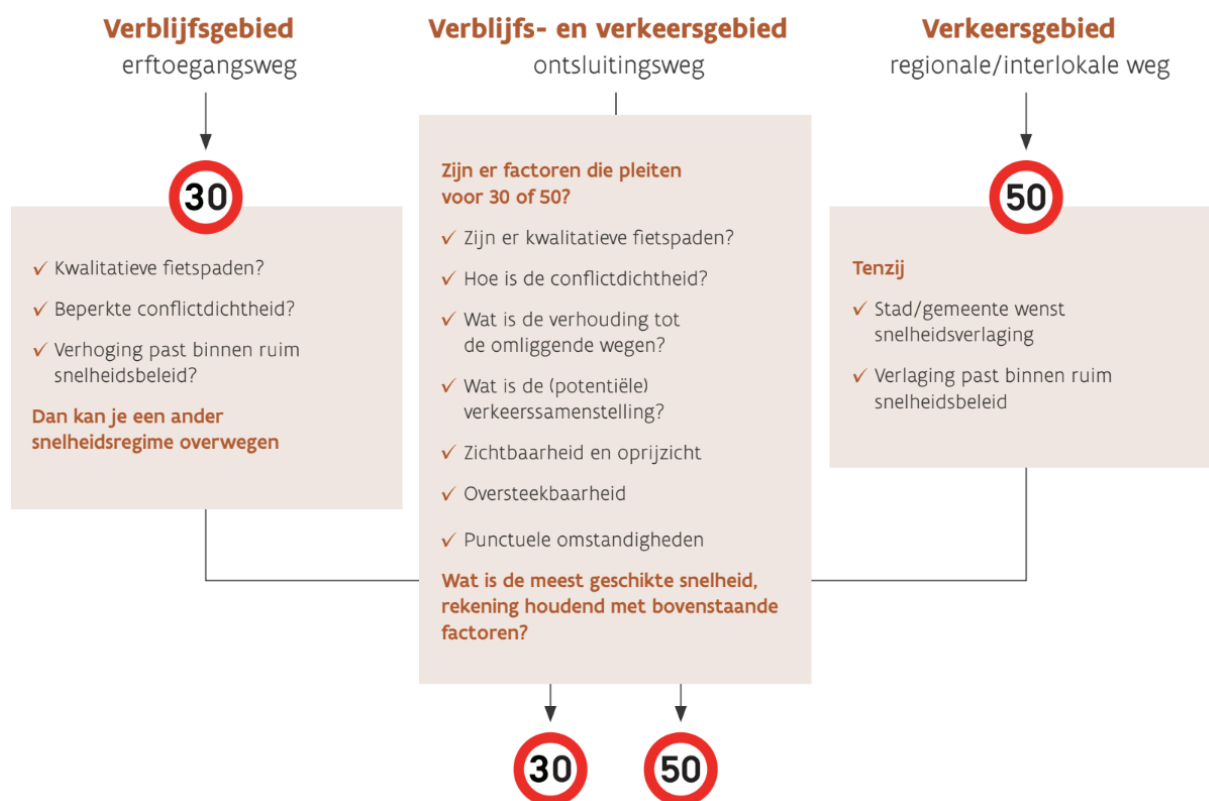 Verblijfsgebied
erftoegangsweg
30
✓ Kwalitatieve fietspaden?
✓ Beperkte conflictdichtheid?
✓ Verhoging past binnen ruim
snelheidsbeleid?
Dan kan je een ander
snelheidsregime overwegen
Verblijfs- en verkeersgebied
ontsluitingsweg
Zijn er factoren die pleiten
voor 30 of 50?
✓ Zijn er kwalitatieve fietspaden?
✓ Hoe is de conflictdichtheid?
✓ Wat is de verhouding tot
de omliggende wegen?
✓ Wat is de (potentiële)
verkeerssamenstelling?
✓ Zichtbaarheid en oprijzicht
✓ Oversteekbaarheid
✓ Punctuele omstandigheden
Wat is de meest geschikte snelheid,
rekening houdend met bovenstaande
factoren?
30
50
Verkeersgebied
regionale/interlokale weg
50
Tenzij
✓ Stad/gemeente wenst
snelheidsverlaging
✓ Verlaging past binnen ruim
snelheidsbeleid